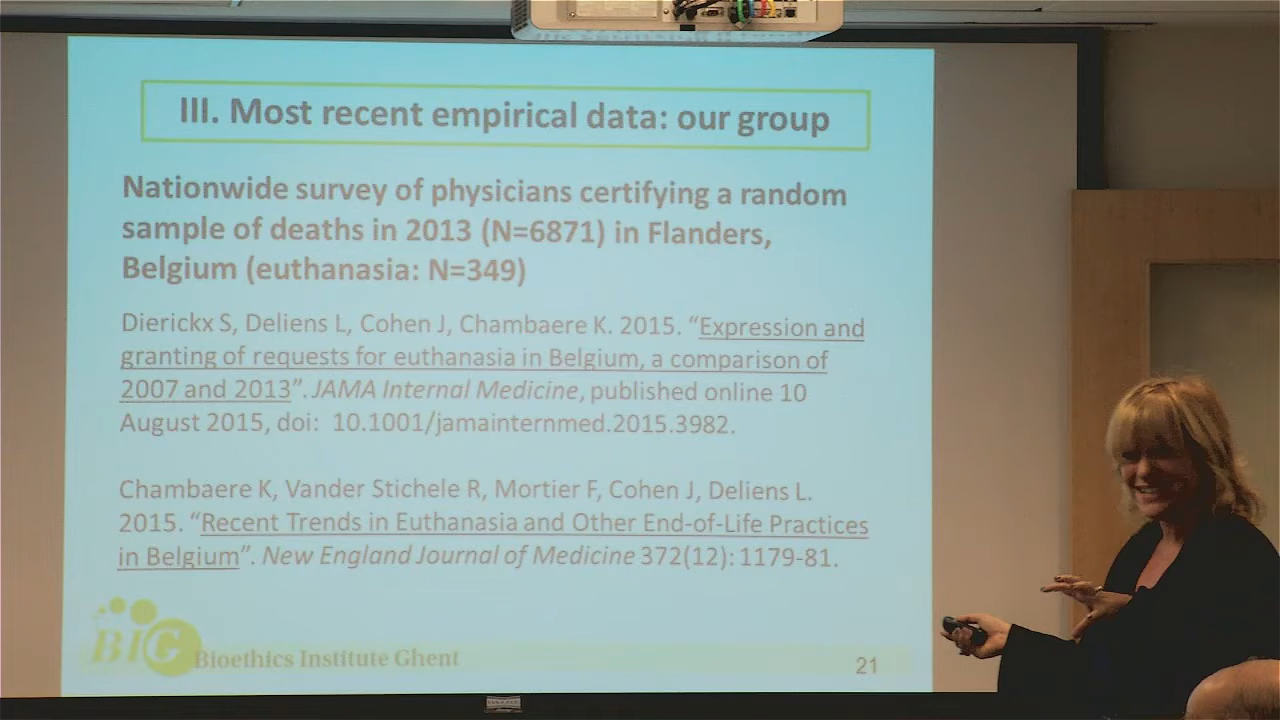 III. Most recent empirical data: our group
Nationwide survey of physicians certifying a random
sample of deaths in 2013 (N=6871) in Flanders,
Belgium (euthanasia: N=349)
Dierickx S, Deliens L, Cohen J, Chambaere K. 2015. “Expression and
granting of requests for euthanasia in Belgium, a comparison of
2007 and 2013”. JAMA Internal Medicine, published online 10
August 2015, doi: 10.1001/jamainternmed.2015.3982.
Chambaere K, Vander Stichele R, Mortier F, Cohen J, Deliens L.
2015. “Recent Trends in Euthanasia and Other End-of-Life Practices
in Belgium”. New England Journal of Medicine 372(12): 1179-81.
BIG
Bioethics Institute Ghent
21